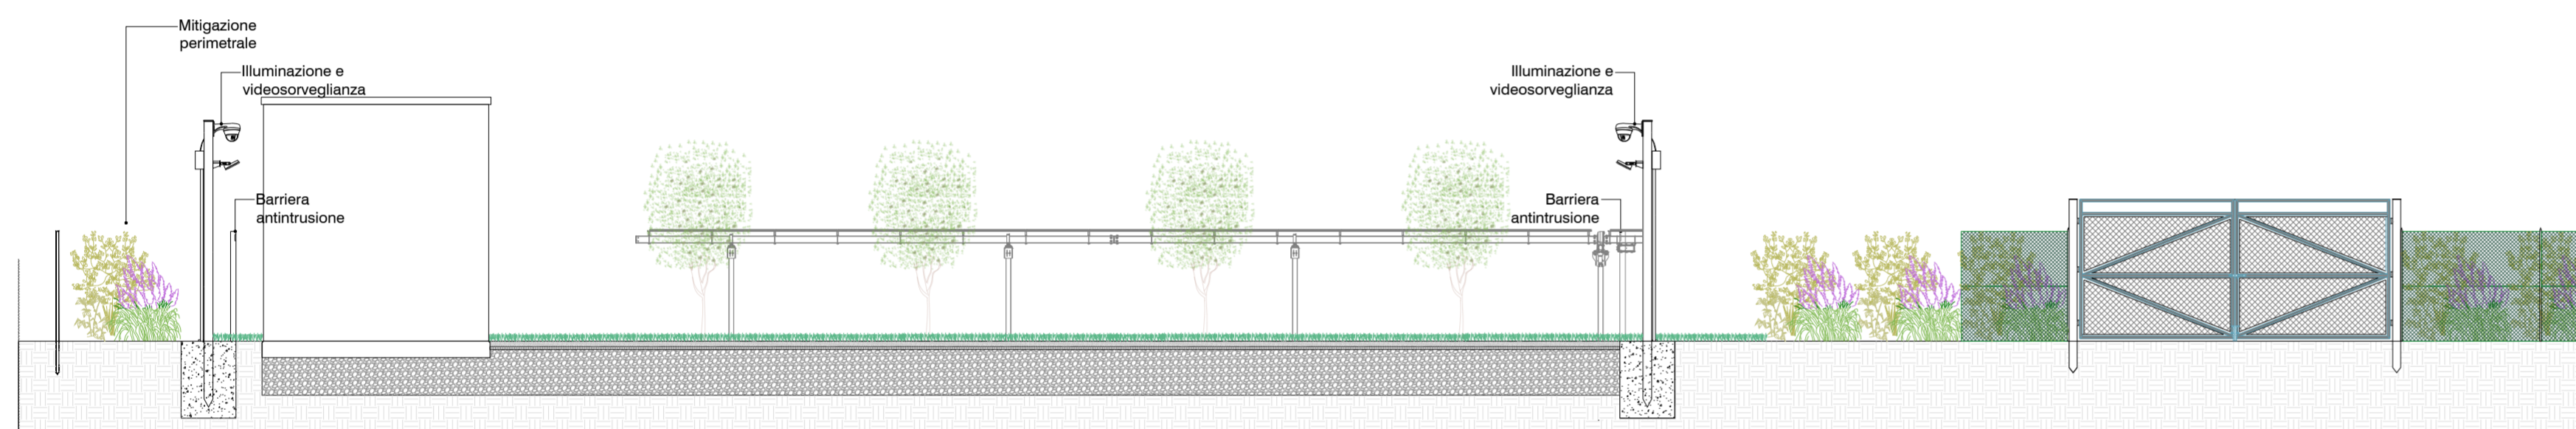 Mitigazione
perimetrale
Illuminazione e
videosorveglianza
Barriera
antintrusione
Illuminazione e
videosorveglianza
Barriera
antintrusione